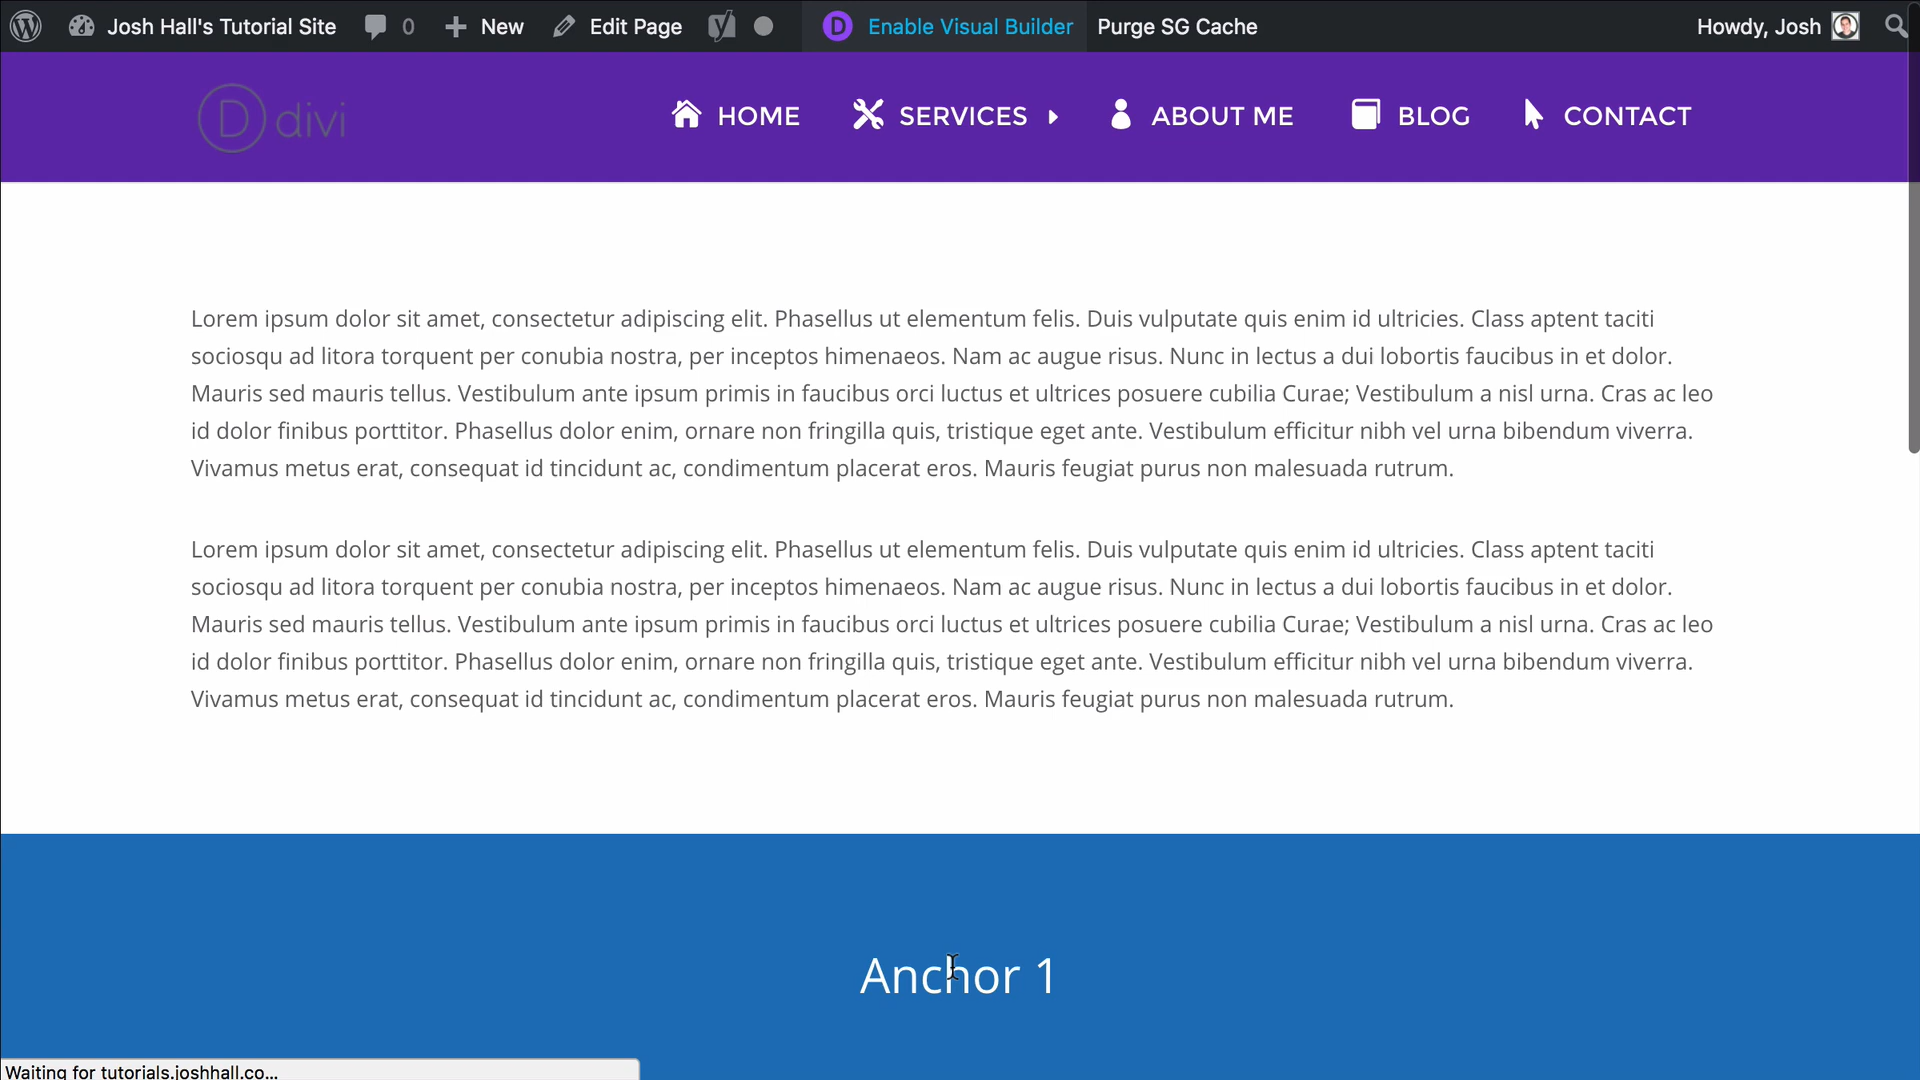 Josh Hall's Tutorial Site 0 New Edit Page Enable Visual Builder Purge SG Cache Howdy, Josh
D divi HOME SERVICES ABOUT ME BLOG CONTACT
Lorem ipsum dolor sit amet, consectetur adipiscing elit. Phasellus ut elementum felis. Duis vulputate quis enim id ultricies. Class aptent taciti
sociosqu ad litora torquent per conubia nostra, per inceptos himenaeos. Nam ac augue risus. Nunc in lectus a dui lobortis faucibus in et dolor.
Mauris sed mauris tellus. Vestibulum ante ipsum primis in faucibus orci luctus et ultrices posuere cubilia Curae; Vestibulum a nisl urna. Cras ac leo
id dolor finibus porttitor. Phasellus dolor enim, ornare non fringilla quis, tristique eget ante. Vestibulum efficitur nibh vel urna bibendum viverra.
Vivamus metus erat, consequat id tincidunt ac, condimentum placerat eros. Mauris feugiat purus non malesuada rutrum.
Lorem ipsum dolor sit amet, consectetur adipiscing elit. Phasellus ut elementum felis. Duis vulputate quis enim id ultricies. Class aptent taciti
sociosqu ad litora torquent per conubia nostra, per inceptos himenaeos. Nam ac augue risus. Nunc in lectus a dui lobortis faucibus in et dolor.
Mauris sed mauris tellus. Vestibulum ante ipsum primis in faucibus orci luctus et ultrices posuere cubilia Curae; Vestibulum a nisl urna. Cras ac leo
id dolor finibus porttitor. Phasellus dolor enim, ornare non fringilla quis, tristique eget ante. Vestibulum efficitur nibh vel urna bibendum viverra.
Vivamus metus erat, consequat id tincidunt ac, condimentum placerat eros. Mauris feugiat purus non malesuada rutrum.
Anchor 1
Waiting for tutorials.joshhall.co...